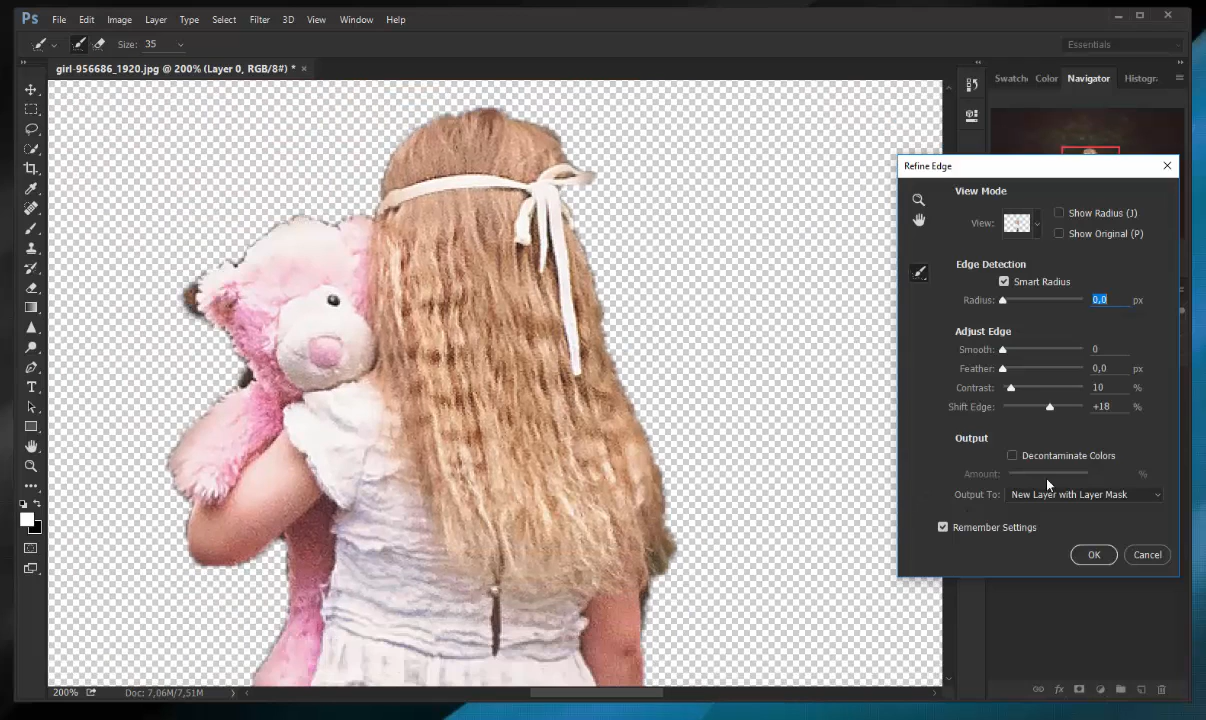 Ps File Edit Image Layer Type Select Filter 3D View Window Help
Size: 35 Essentials
girl-956686_1920.jpg @ 200% (Layer 0, RGB/8#) * ×
Swatch Color Navigator Histogr
Refine Edge
View Mode
View: Show Radius (J)
Show Original (P)
Edge Detection
Smart Radius
Radius: 0,0 px
Adjust Edge
Smooth: 0
Feather: 0,0 px
Contrast: 10 %
Shift Edge: +18 %
Output
Decontaminate Colors
Amount: %
Output To: New Layer with Layer Mask
Remember Settings
OK Cancel
200% Doc: 7,06M/7,51M
fx